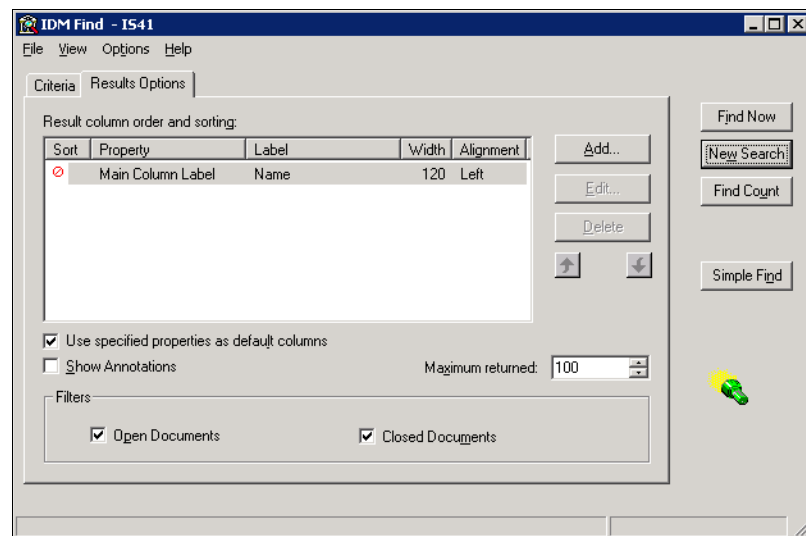 IDM Find - IS41
File View Options Help
Criteria Results Options
Result column order and sorting:
Sort Property Label Width Alignment
Main Column Label Name 120 Left
Add...
Edit...
Delete
Find Now
New Search
Find Count
Simple Find
Use specified properties as default columns
Show Annotations Maximum returned: 100
Filters
Open Documents Closed Documents